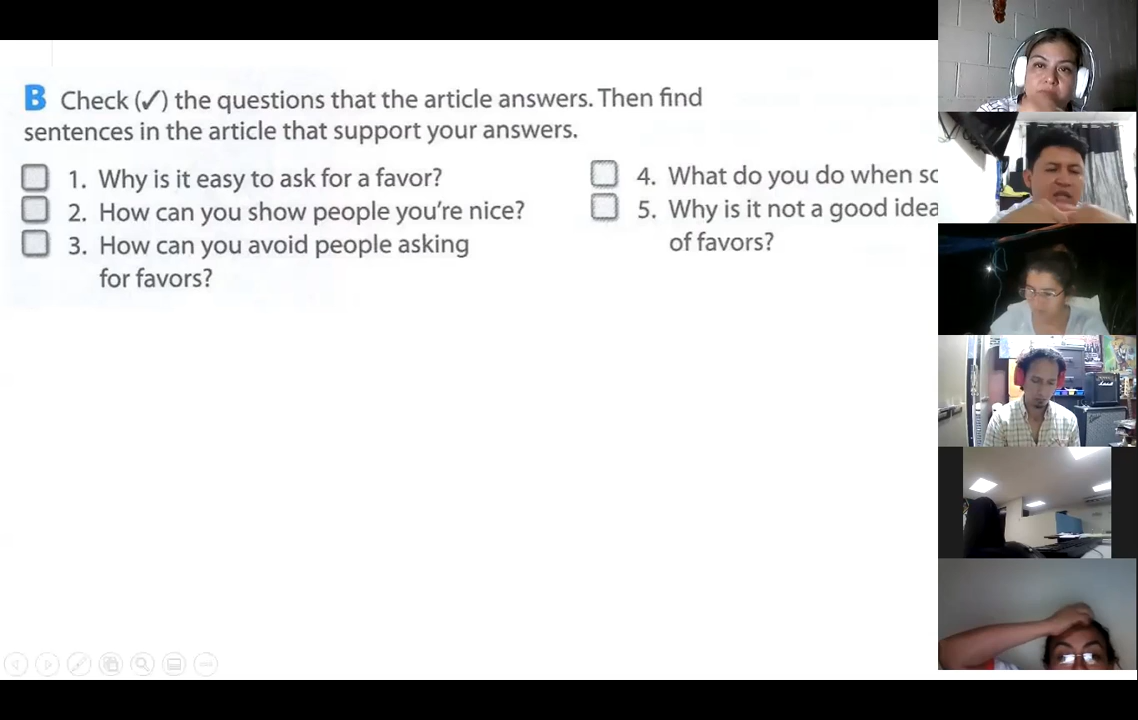 B Check (✓) the questions that the article answers. Then find
sentences in the article that support your answers.
1. Why is it easy to ask for a favor?
2. How can you show people you're nice?
3. How can you avoid people asking
for favors?
4. What do you do when so
5. Why is it not a good idea
of favors?